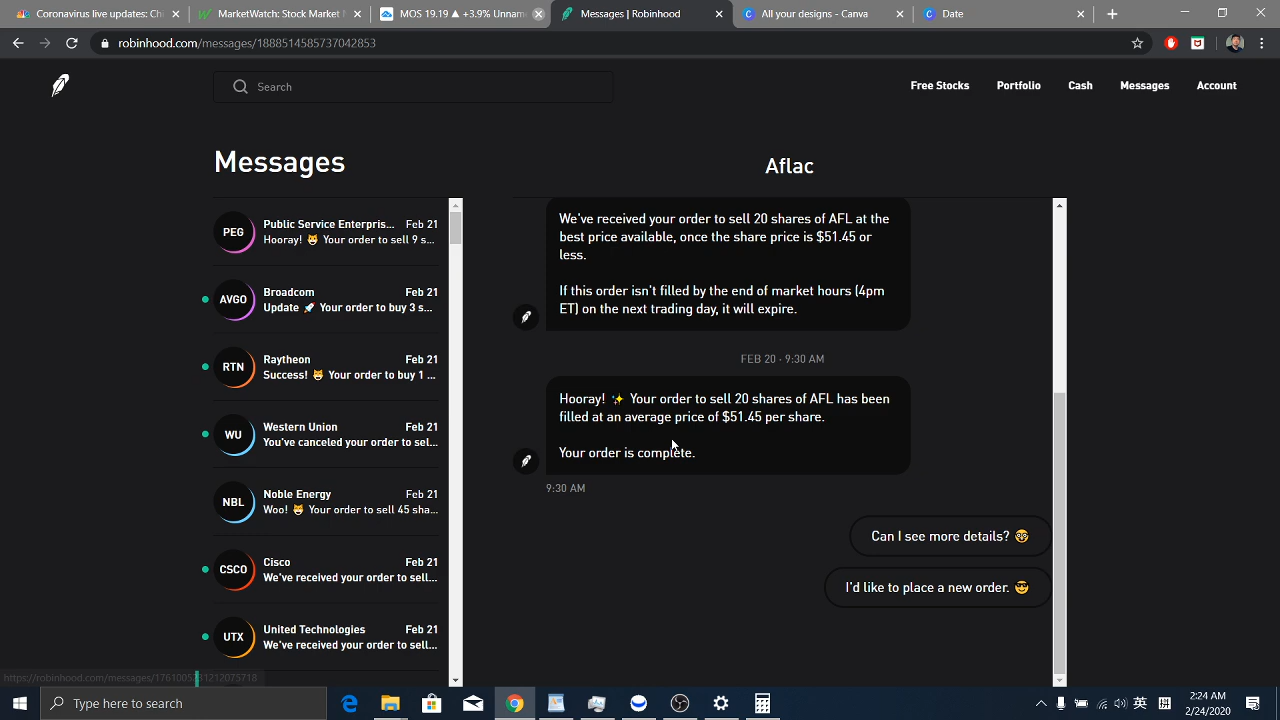 Coronavirus live updates: Chi
MarketWatch: Stock Market N
MOS 19.19 ▲ +3.9% Unnam
Messages | Robinhood
All your designs - Canva
Date
robinhood.com/messages/1888514585737042853
Search
Free Stocks
Portfolio
Cash
Messages
Account
Messages
Aflac
PEG
Public Service Enterpris... Feb 21
Hooray! 😸 Your order to sell 9 s...
AVGO
Broadcom Feb 21
Update 🚀 Your order to buy 3 s...
RTN
Raytheon Feb 21
Success! 😸 Your order to buy 1 ...
WU
Western Union Feb 21
You've canceled your order to sel...
NBL
Noble Energy Feb 21
Woo! 😸 Your order to sell 45 sha...
CSCO
Cisco Feb 21
We've received your order to sell...
UTX
United Technologies Feb 21
We've received your order to sell...
We've received your order to sell 20 shares of AFL at the
best price available, once the share price is $51.45 or
less.
If this order isn't filled by the end of market hours (4pm
ET) on the next trading day, it will expire.
FEB 20 - 9:30 AM
Hooray! ✨ Your order to sell 20 shares of AFL has been
filled at an average price of $51.45 per share.
Your order is complete.
9:30 AM
Can I see more details? 🤓
I'd like to place a new order. 😎
Type here to search
英
拼
2:24 AM
2/24/2020